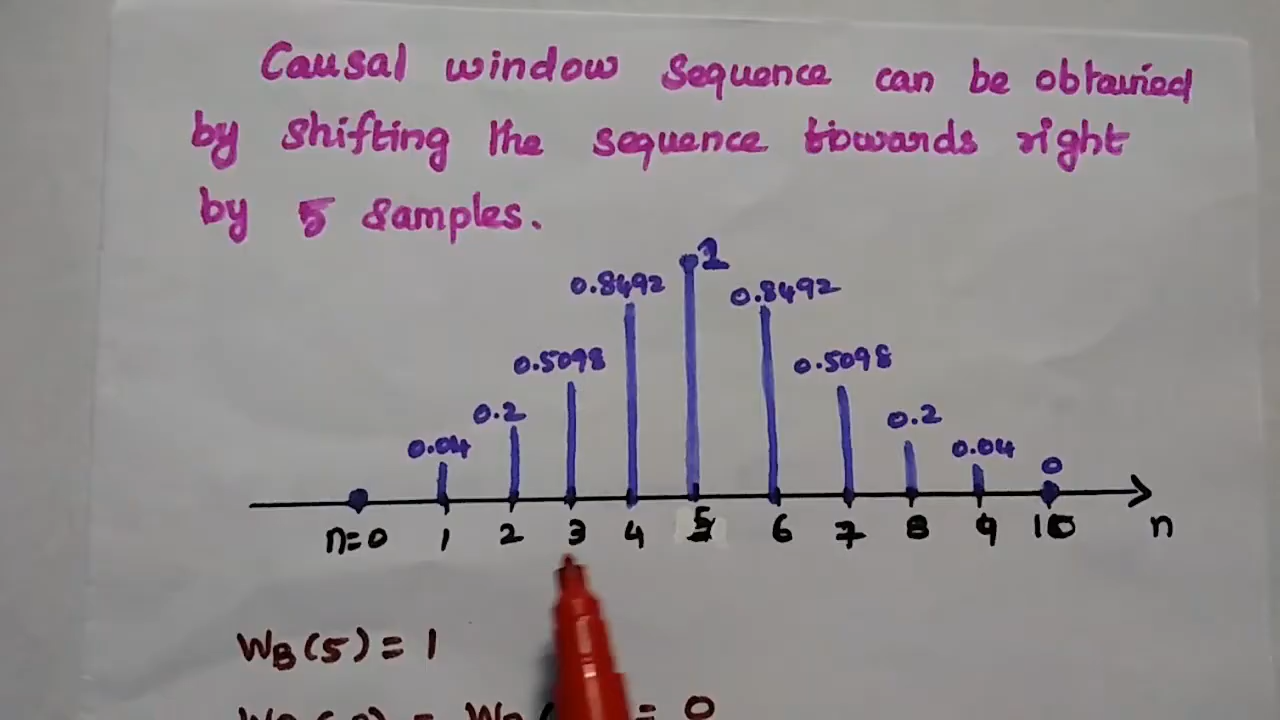 Causal window sequence can be obtained
by shifting the sequence towards right
by 5 samples.
1
0.8492 0.8492
0.5098 0.5098
0.2 0.2
0.04 0.04 0
n=0 1 2 3 4 5 6 7 8 9 10 n
WB(5) = 1
= 0